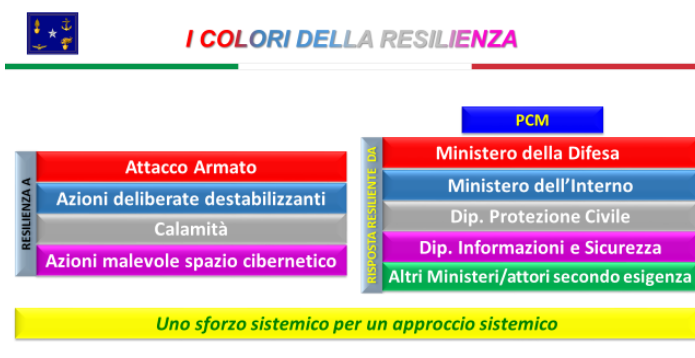 I COLORI DELLA RESILIENZA
RESILIENZA A
Attacco Armato
Azioni deliberate destabilizzanti
Calamità
Azioni malevole spazio cibernetico
PCM
RISPOSTA RESILIENTE DA
Ministero della Difesa
Ministero dell'Interno
Dip. Protezione Civile
Dip. Informazioni e Sicurezza
Altri Ministeri/attori secondo esigenza
Uno sforzo sistemico per un approccio sistemico